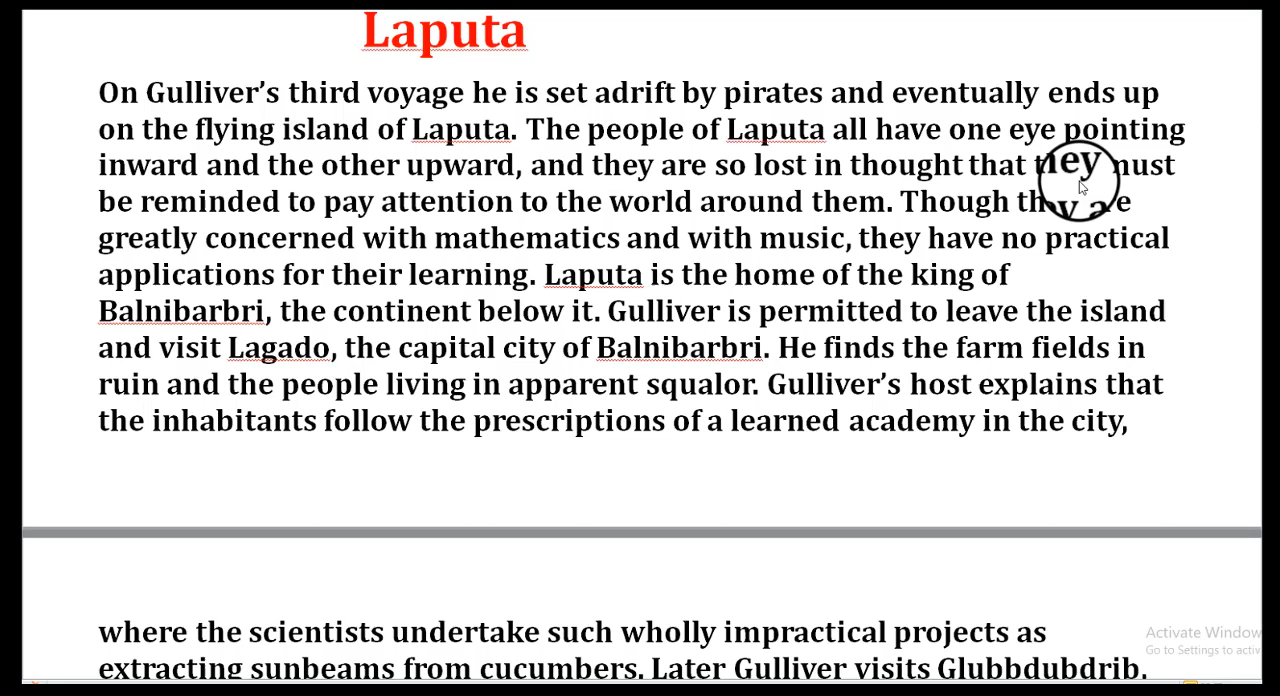 Laputa
On Gulliver's third voyage he is set adrift by pirates and eventually ends up
on the flying island of Laputa. The people of Laputa all have one eye pointing
inward and the other upward, and they are so lost in thought that they must
be reminded to pay attention to the world around them. Though they are
greatly concerned with mathematics and with music, they have no practical
applications for their learning. Laputa is the home of the king of
Balnibarbri, the continent below it. Gulliver is permitted to leave the island
and visit Lagado, the capital city of Balnibarbri. He finds the farm fields in
ruin and the people living in apparent squalor. Gulliver's host explains that
the inhabitants follow the prescriptions of a learned academy in the city,
where the scientists undertake such wholly impractical projects as
extracting sunbeams from cucumbers. Later Gulliver visits Glubbdubdrib,
Activate Window
Go to Settings to activ